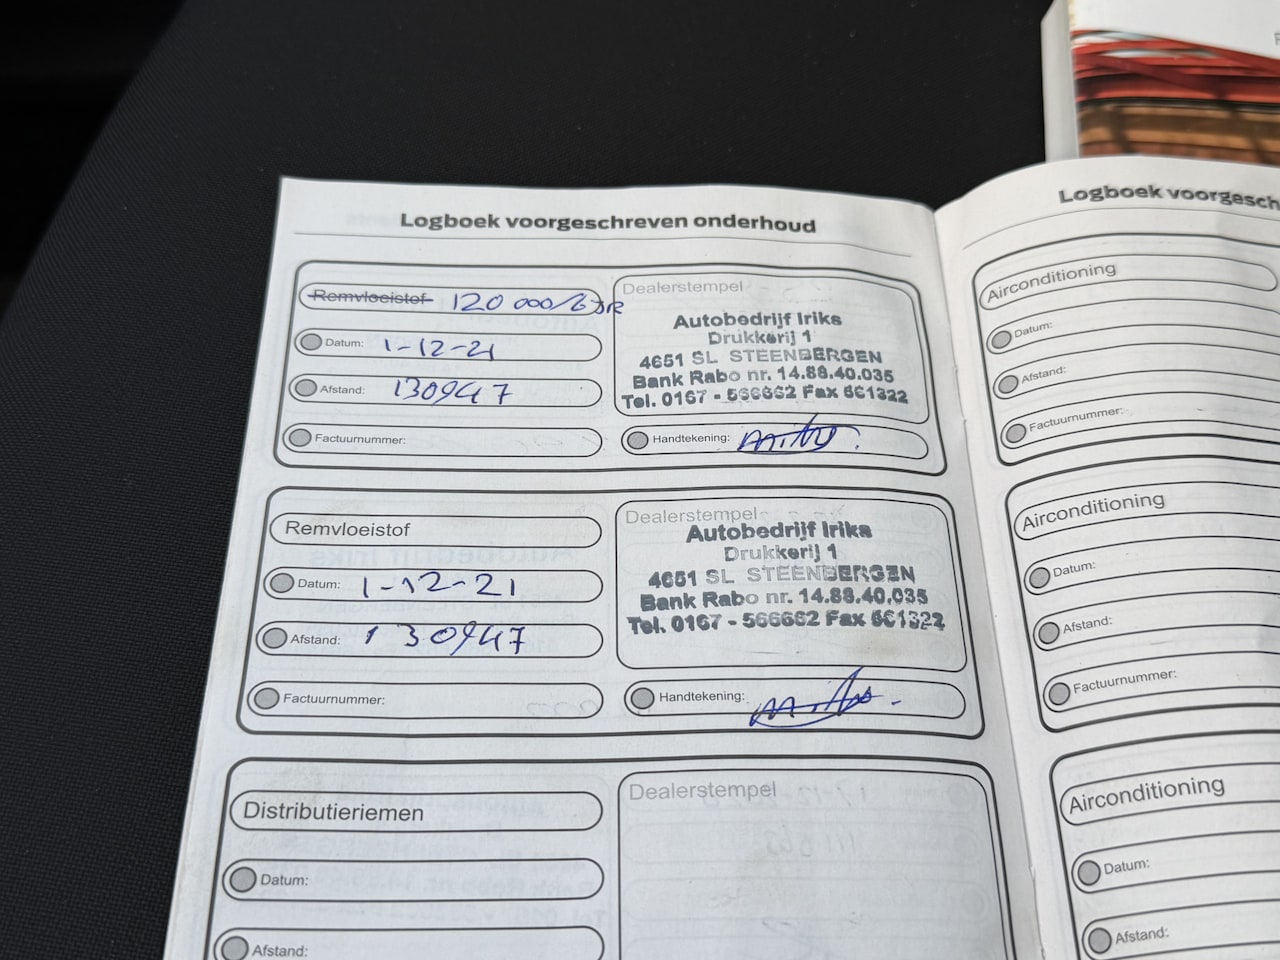 Logboek voorgeschreven onderhoud
Remvloeistof 120 000/6 JR
Datum: 1-12-21
Afstand: 130947
Factuurnummer:
Dealerstempel
Autobedrijf Iriks
Drukkerij 1
4651 SL STEENBERGEN
Bank Rabo nr. 14.88.40.035
Tel. 0167 - 566662 Fax 561322
Handtekening:
Remvloeistof
Datum: 1-12-21
Afstand: 130947
Factuurnummer:
Dealerstempel
Autobedrijf Iriks
Drukkerij 1
4651 SL STEENBERGEN
Bank Rabo nr. 14.88.40.035
Tel. 0167 - 566662 Fax 561322
Handtekening:
Distributieriemen
Datum:
Afstand:
Dealerstempel
Logboek voorgesch
Airconditioning
Datum:
Afstand:
Factuurnummer:
Airconditioning
Datum:
Afstand:
Factuurnummer:
Airconditioning
Datum:
Afstand: